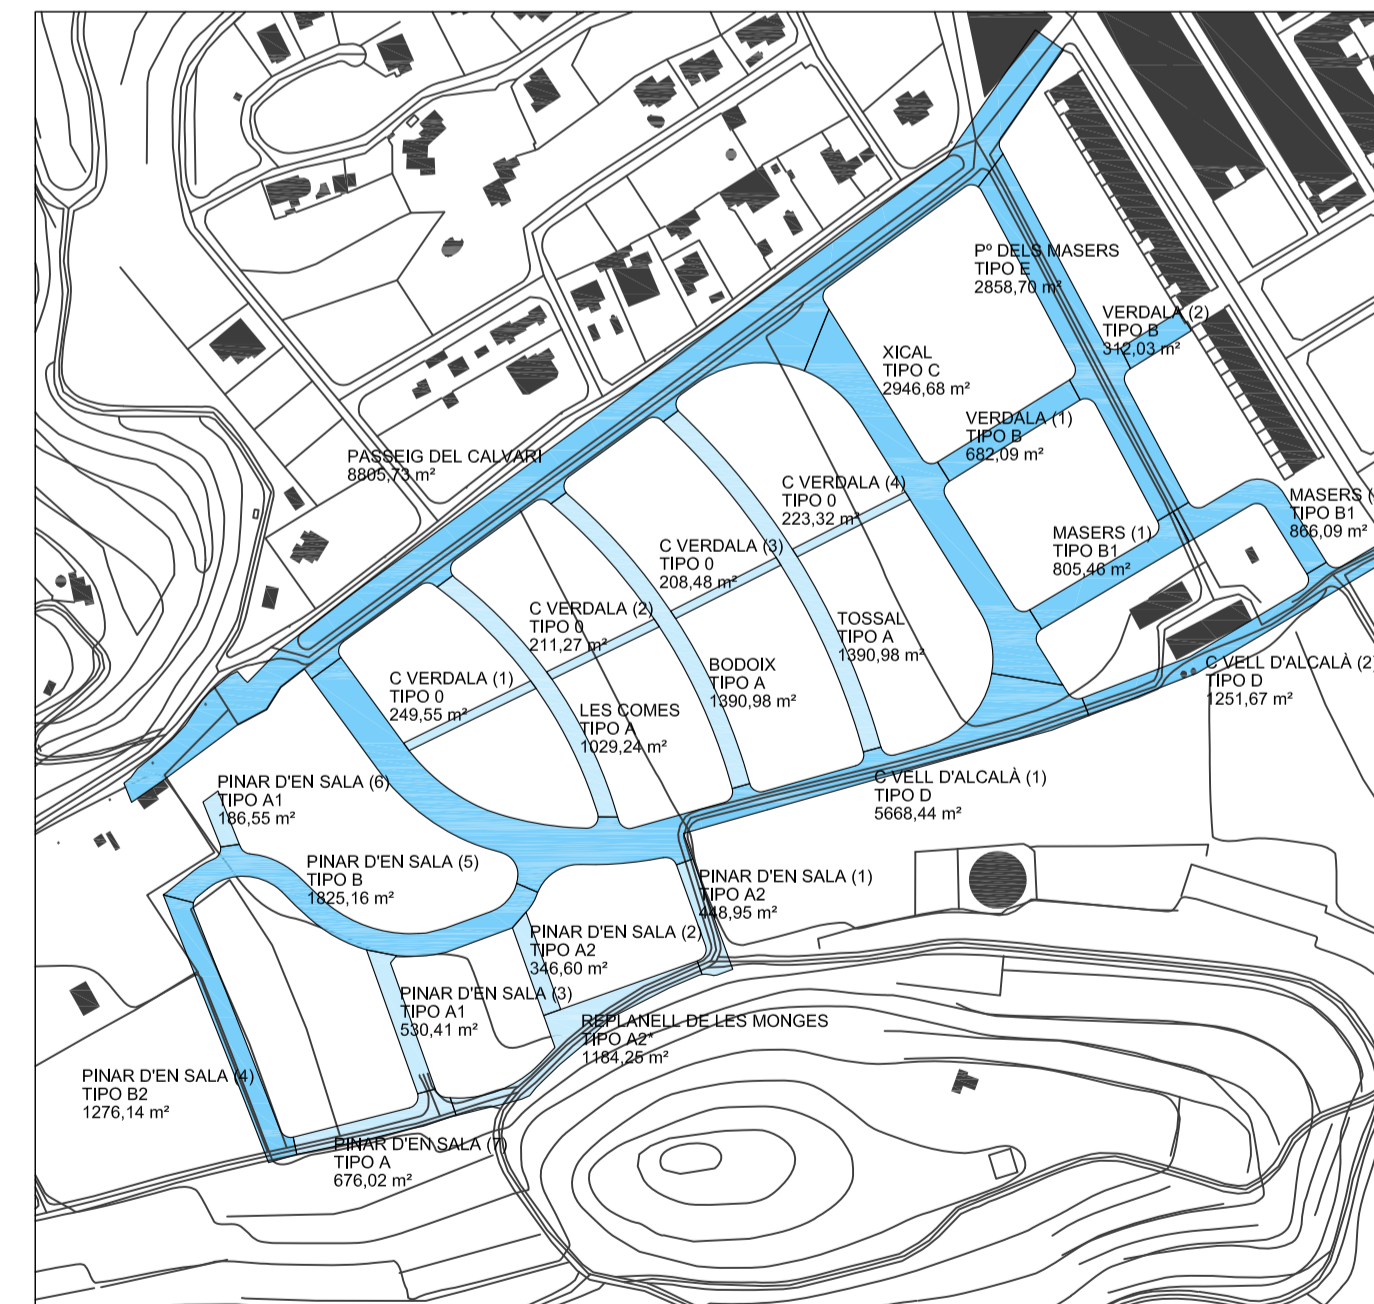 Pº DELS MASERS
TIPO E
2858,70 m²
VERDALA (2)
TIPO B
312,03 m²
XICAL
TIPO C
2946,68 m²
VERDALA (1)
TIPO B
682,09 m²
PASSEIG DEL CALVARI
8805,73 m²
C VERDALA (4)
TIPO 0
223,32 m²
MASERS (
TIPO B1
866,09 m²
MASERS (1)
TIPO B1
805,46 m²
C VERDALA (3)
TIPO 0
208,48 m²
C VERDALA (2)
TIPO 0
211,27 m²
TOSSAL
TIPO A
1390,98 m²
C VERDALA (1)
TIPO 0
249,55 m²
BODOIX
TIPO A
1390,98 m²
C VELL D'ALCALÀ (2)
TIPO D
1251,67 m²
LES COMES
TIPO A
1029,24 m²
PINAR D'EN SALA (6)
TIPO A1
186,55 m²
C VELL D'ALCALÀ (1)
TIPO D
5668,44 m²
PINAR D'EN SALA (5)
TIPO B
1825,16 m²
PINAR D'EN SALA (1)
TIPO A2
448,95 m²
PINAR D'EN SALA (2)
TIPO A2
346,60 m²
PINAR D'EN SALA (3)
TIPO A1
530,41 m²
REPLANELL DE LES MONGES
TIPO A2*
1184,25 m²
PINAR D'EN SALA (4)
TIPO B2
1276,14 m²
PINAR D'EN SALA (7)
TIPO A
676,02 m²